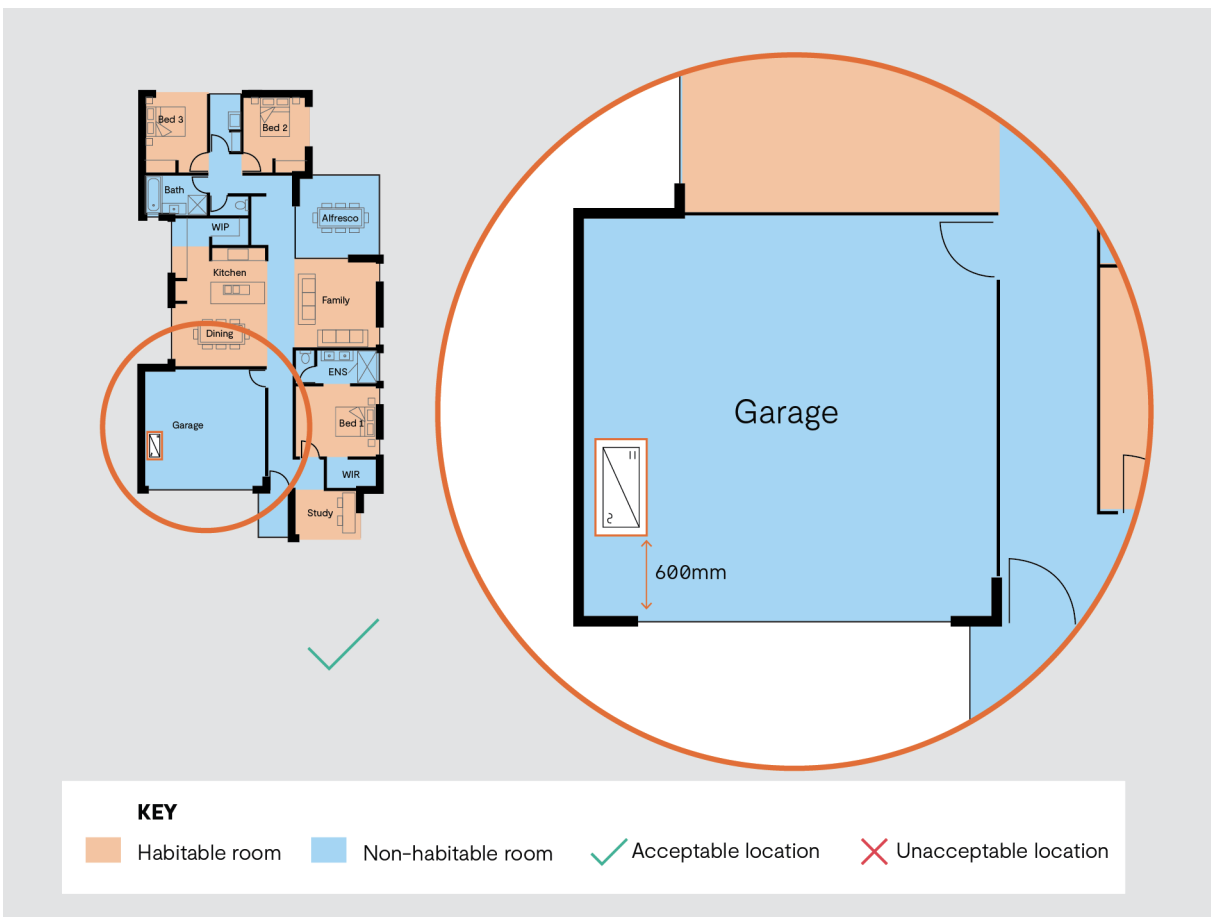 Bed 3
Bed 2
Bath
Alfresco
WIP
Kitchen
Family
Dining
ENS
Garage
Bed 1
WIR
Study
Garage
600mm
KEY
Habitable room
Non-habitable room
Acceptable location
Unacceptable location